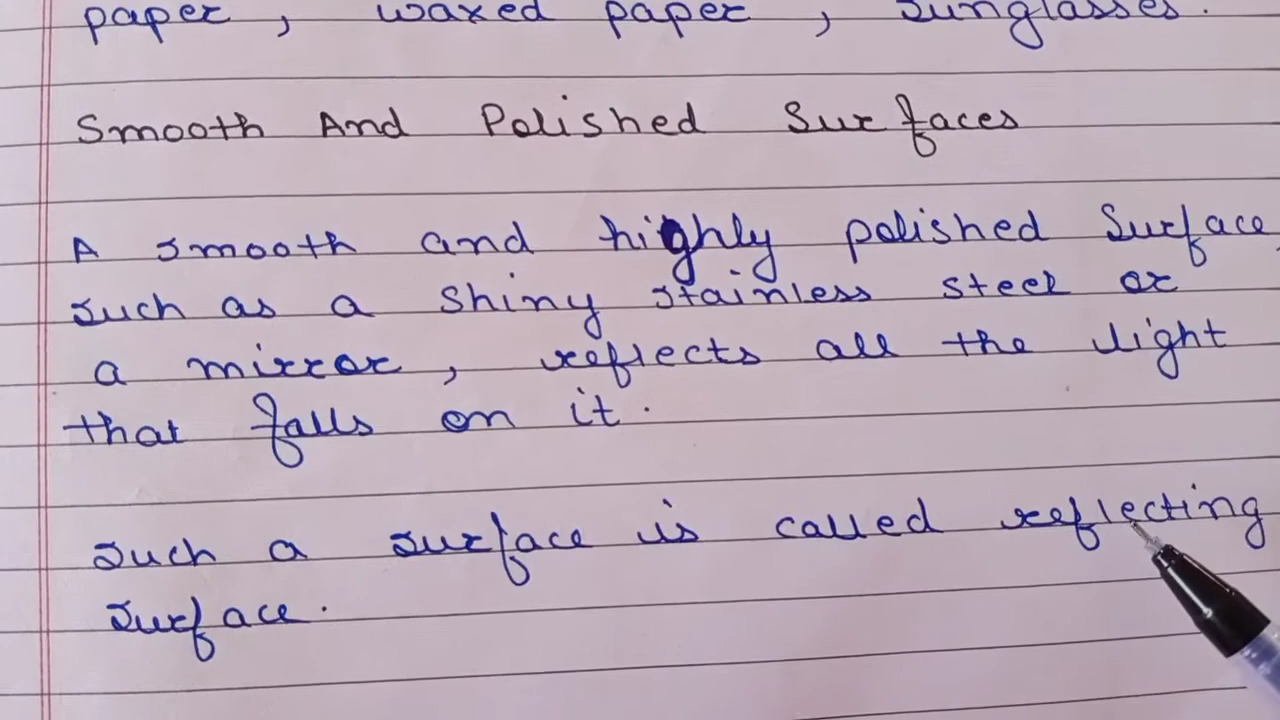 paper, waxed paper, sunglasses.
Smooth And Polished Surfaces
A smooth and highly polished Surface,
such as a shiny stainless steel or
a mirror, reflects all the light
that falls on it.
such a surface is called reflecting
surface.